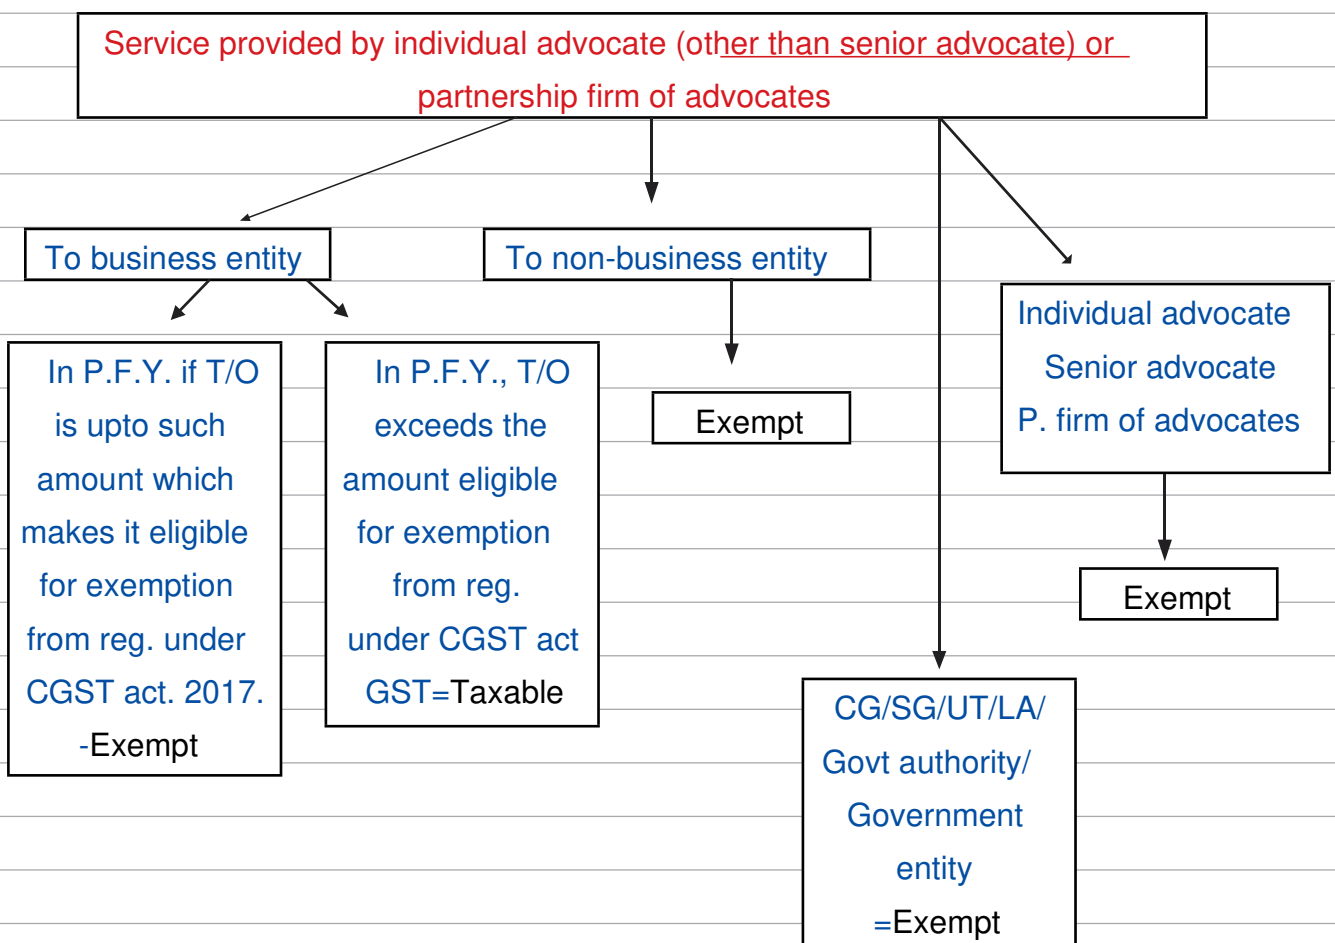 Service provided by individual advocate (other than senior advocate) or
partnership firm of advocates
To business entity
To non-business entity
Individual advocate
Senior advocate
P. firm of advocates
In P.F.Y. if T/O
is upto such
amount which
makes it eligible
for exemption
from reg. under
CGST act. 2017.
-Exempt
In P.F.Y., T/O
exceeds the
amount eligible
for exemption
from reg.
under CGST act
GST=Taxable
Exempt
Exempt
CG/SG/UT/LA/
Govt authority/
Government
entity
=Exempt